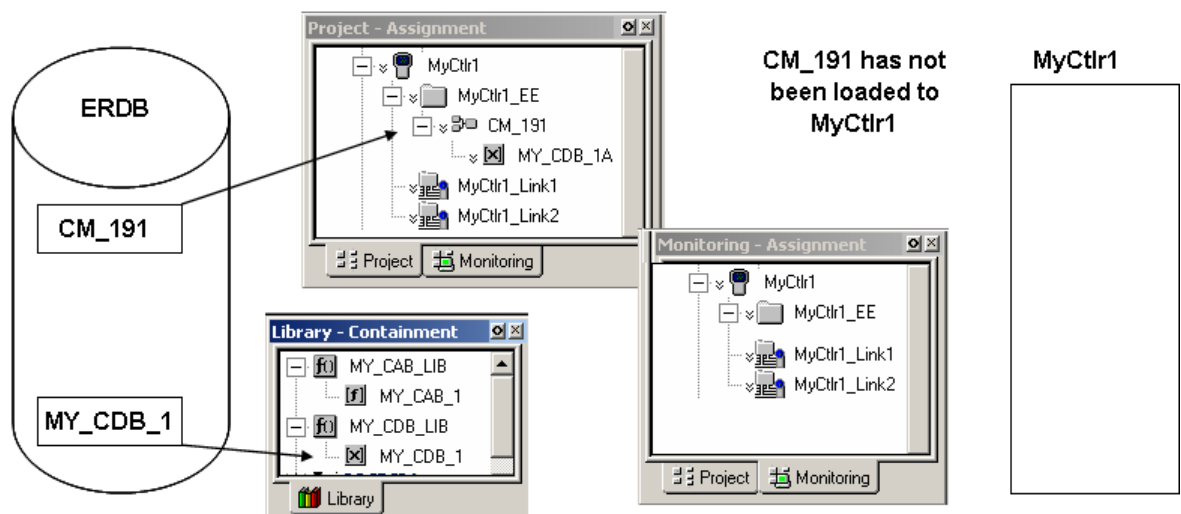 ERDB
CM_191
MY_CDB_1
Project - Assignment
MyCtlr1
MyCtlr1_EE
CM_191
MY_CDB_1A
MyCtlr1_Link1
MyCtlr1_Link2
Project
Monitoring
Library - Containment
MY_CAB_LIB
MY_CAB_1
MY_CDB_LIB
MY_CDB_1
Library
CM_191 has not
been loaded to
MyCtlr1
Monitoring - Assignment
MyCtlr1
MyCtlr1_EE
MyCtlr1_Link1
MyCtlr1_Link2
Project
Monitoring
MyCtlr1